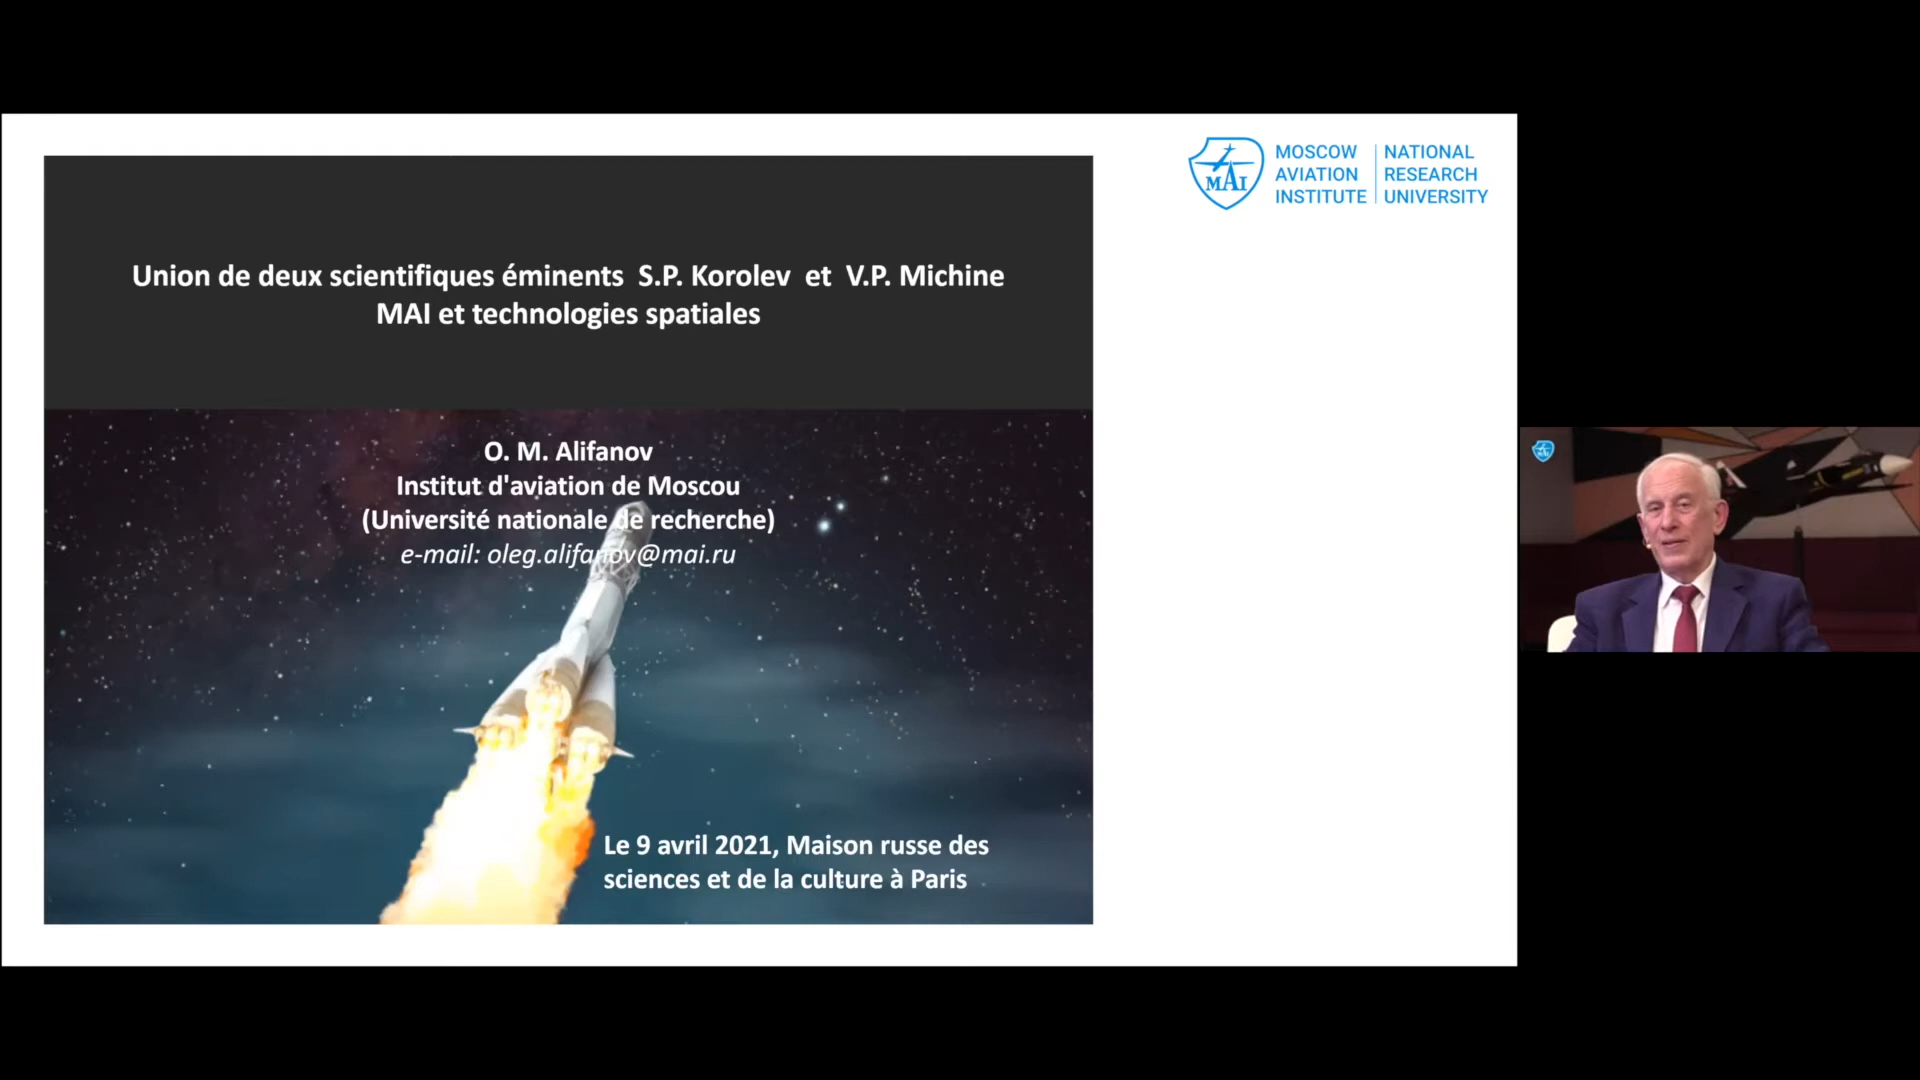 MOSCOW
AVIATION
INSTITUTE
NATIONAL
RESEARCH
UNIVERSITY
MAI
Union de deux scientifiques éminents S.P. Korolev et V.P. Michine
MAI et technologies spatiales
O. M. Alifanov
Institut d'aviation de Moscou
(Université nationale de recherche)
e-mail: oleg.alifanov@mai.ru
Le 9 avril 2021, Maison russe des
sciences et de la culture à Paris
MAI